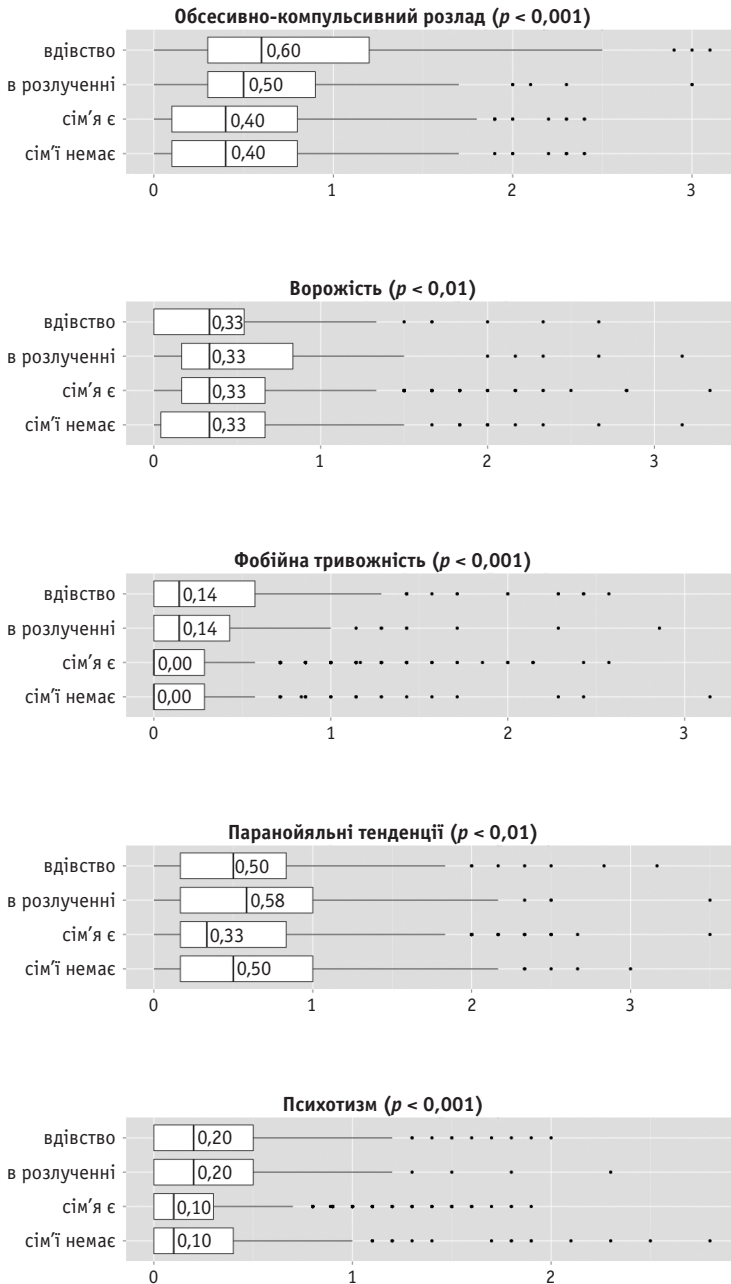 Обсесивно-компульсивний розлад (p < 0,001)
вдівство 0,60
в розлученні 0,50
сім'я є 0,40
сім'ї немає 0,40
0 1 2 3
Ворожість (p < 0,01)
вдівство 0,33
в розлученні 0,33
сім'я є 0,33
сім'ї немає 0,33
0 1 2 3
Фобійна тривожність (p < 0,001)
вдівство 0,14
в розлученні 0,14
сім'я є 0,00
сім'ї немає 0,00
0 1 2 3
Паранойяльні тенденції (p < 0,01)
вдівство 0,50
в розлученні 0,58
сім'я є 0,33
сім'ї немає 0,50
0 1 2 3
Психотизм (p < 0,001)
вдівство 0,20
в розлученні 0,20
сім'я є 0,10
сім'ї немає 0,10
0 1 2